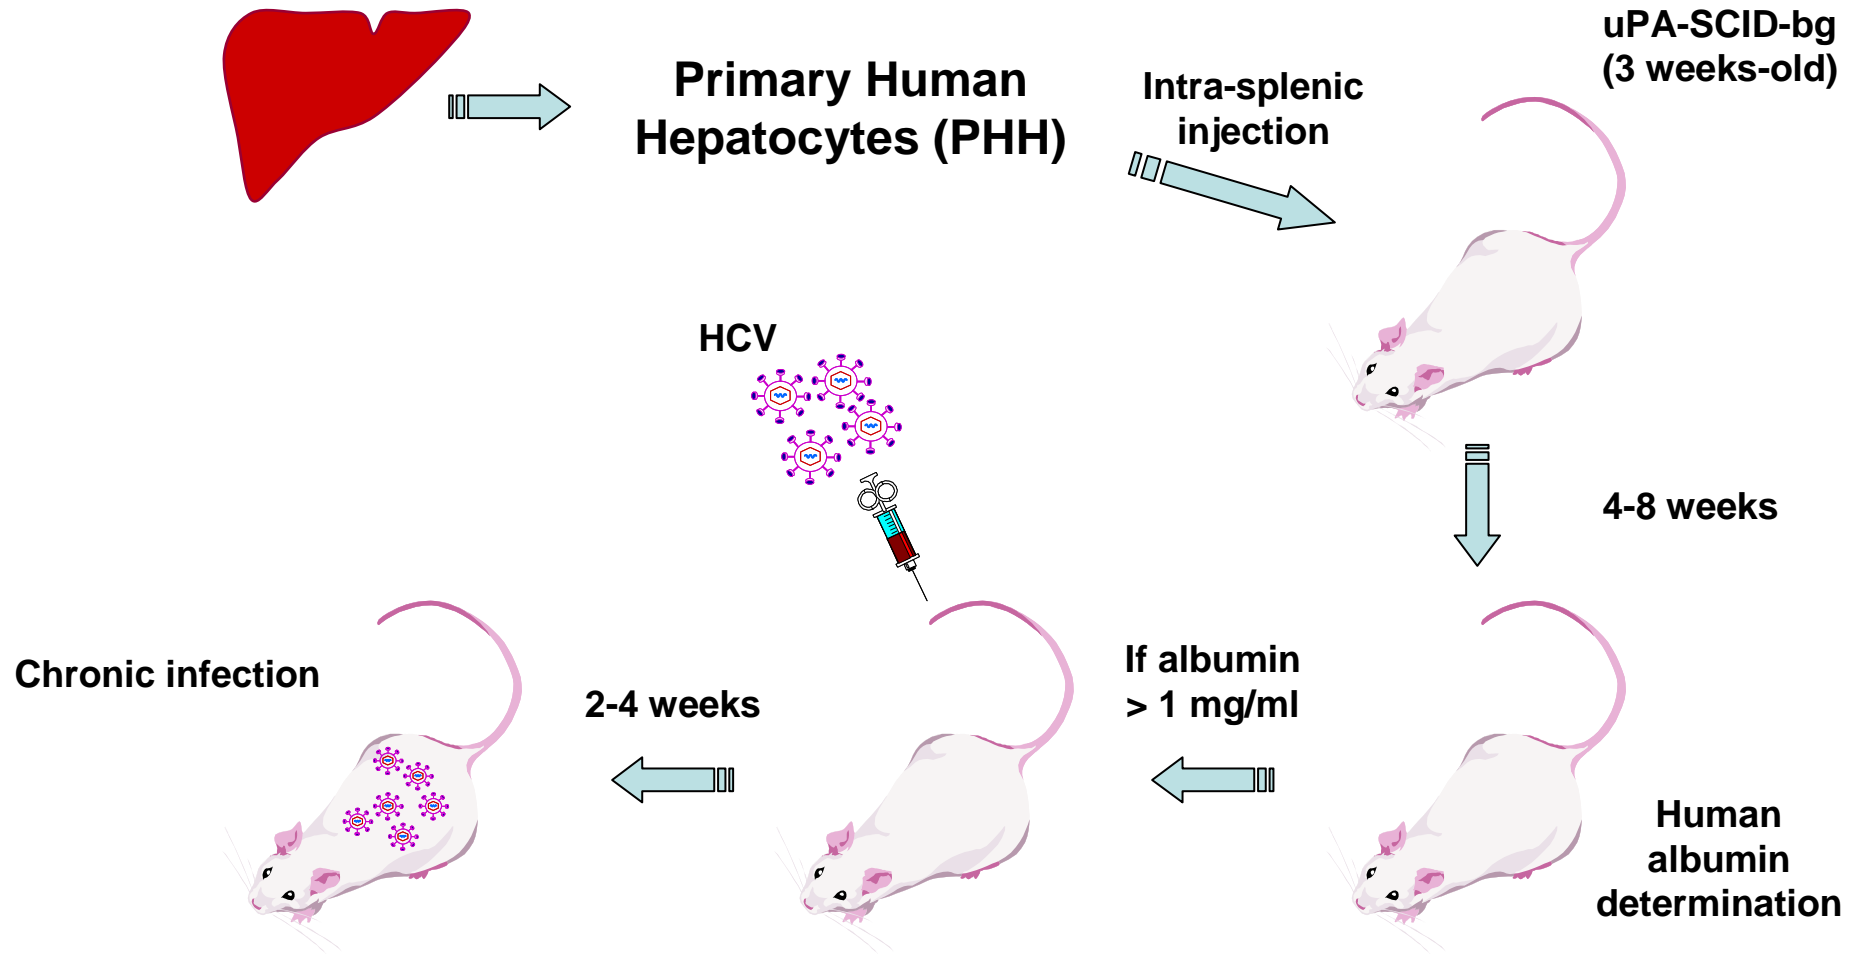 Primary Human
Hepatocytes (PHH)
Intra-splenic
injection
uPA-SCID-bg
(3 weeks-old)
4-8 weeks
Human
albumin
determination
If albumin
> 1 mg/ml
HCV
2-4 weeks
Chronic infection